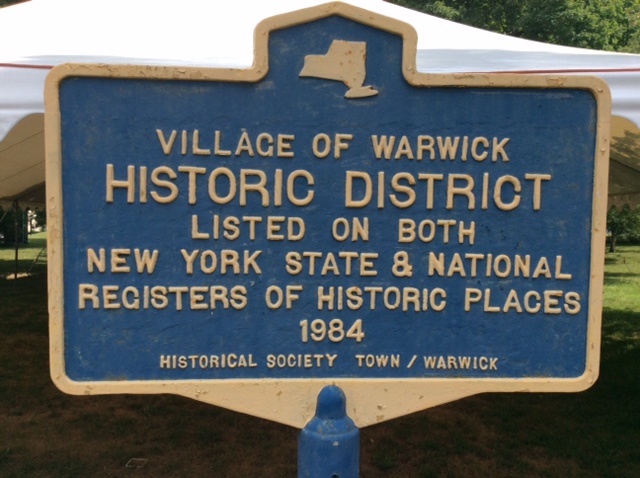 VILLAGE OF WARWICK
HISTORIC DISTRICT
LISTED ON BOTH
NEW YORK STATE & NATIONAL
REGISTERS OF HISTORIC PLACES
1984
HISTORICAL SOCIETY TOWN / WARWICK